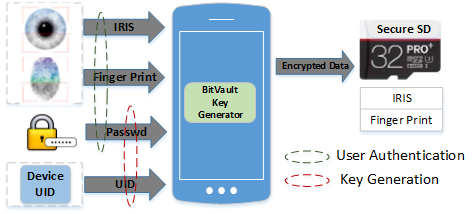 IRIS
Finger Print
Passwd
Device
UID
UID
BitVault
Key
Generator
Encrypted Data
Secure SD
32 PRO+
IRIS
Finger Print
User Authentication
Key Generation